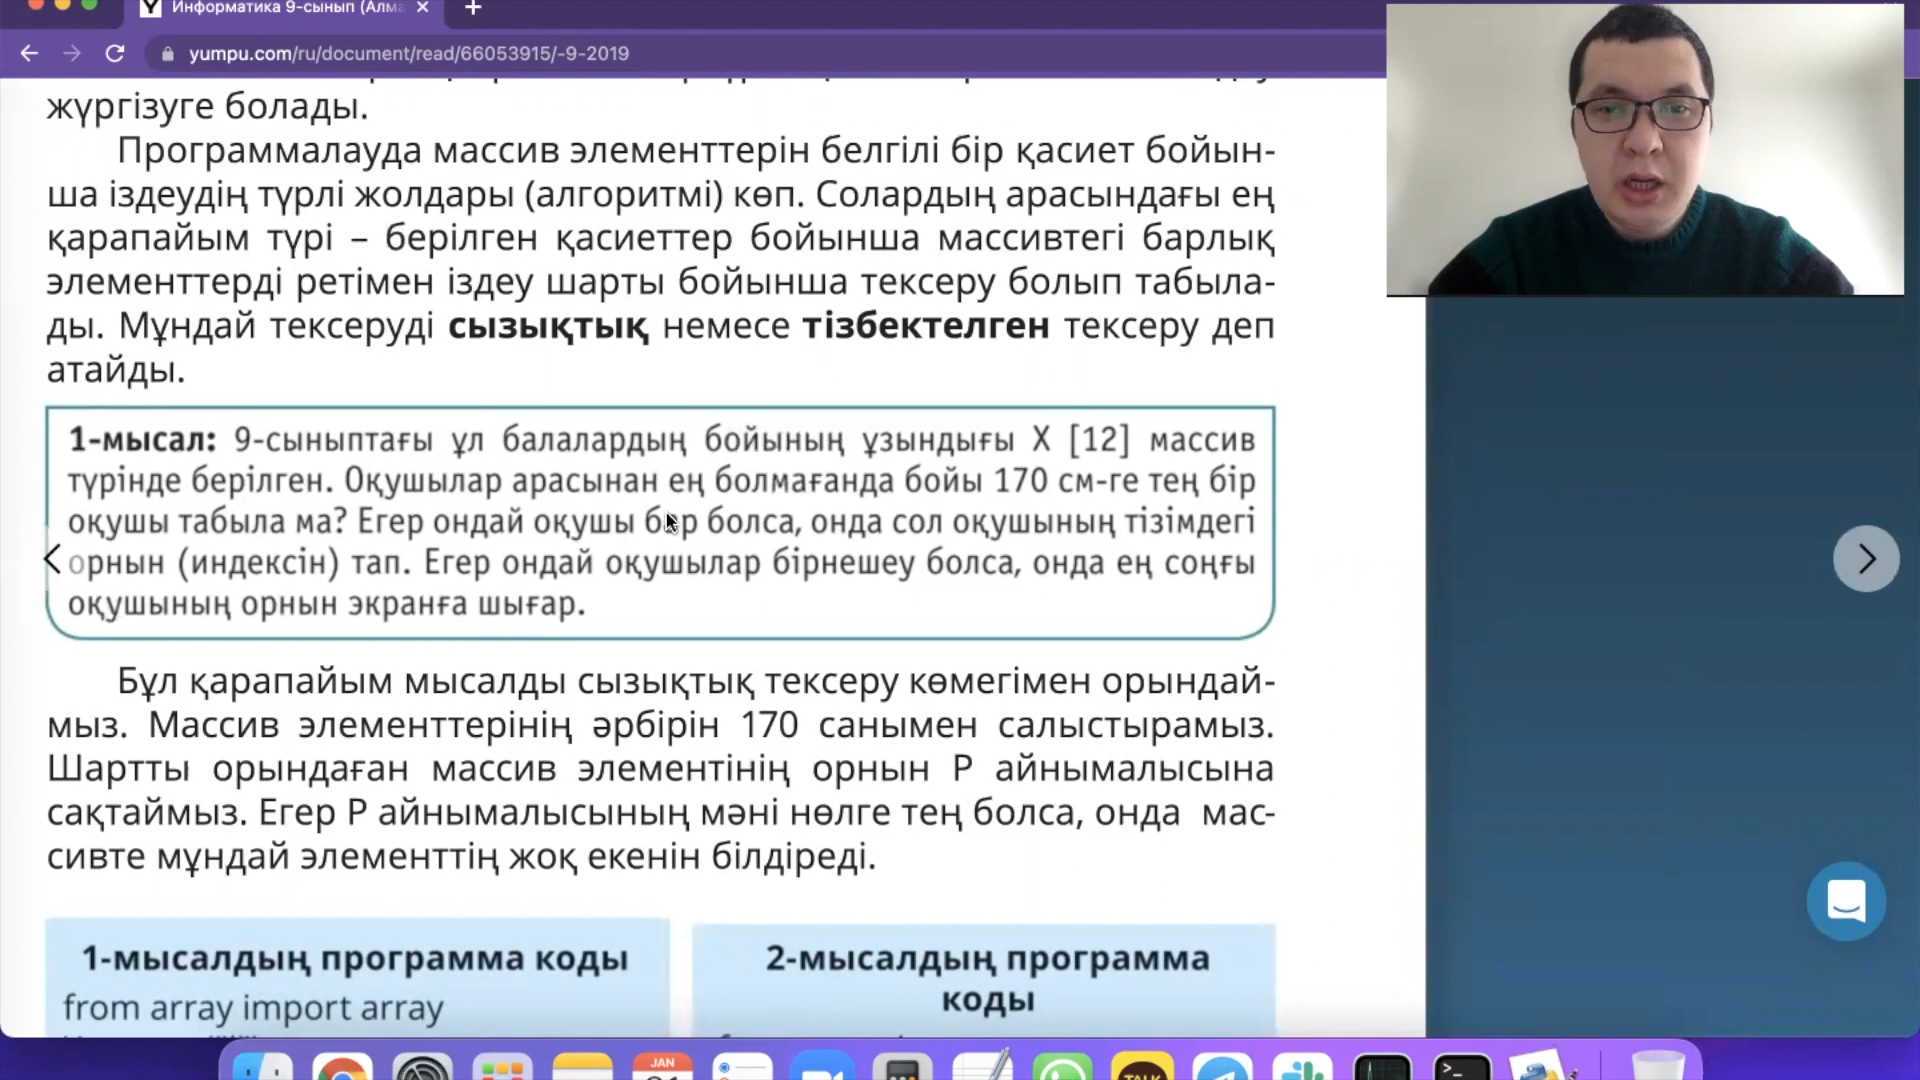 Информатика 9-сынып (Алма
yumpu.com/ru/document/read/66053915/-9-2019
жүргізуге болады.
Программалауда массив элементтерін белгілі бір қасиет бойын-
ша іздеудің түрлі жолдары (алгоритмі) көп. Солардың арасындағы ең
қарапайым түрі – берілген қасиеттер бойынша массивтегі барлық
элементтерді ретімен іздеу шарты бойынша тексеру болып табыла-
ды. Мұндай тексеруді сызықтық немесе тізбектелген тексеру деп
атайды.
1-мысал: 9-сыныптағы ұл балалардың бойының ұзындығы X [12] массив
түрінде берілген. Оқушылар арасынан ең болмағанда бойы 170 см-ге тең бір
оқушы табыла ма? Егер ондай оқушы бар болса, онда сол оқушының тізімдегі
орнын (индексін) тап. Егер ондай оқушылар бірнешеу болса, онда ең соңғы
оқушының орнын экранға шығар.
Бұл қарапайым мысалды сызықтық тексеру көмегімен орындай-
мыз. Массив элементтерінің әрбірін 170 санымен салыстырамыз.
Шартты орындаған массив элементінің орнын P айнымалысына
сақтаймыз. Егер P айнымалысының мәні нөлге тең болса, онда мас-
сивте мұндай элементтің жоқ екенін білдіреді.
1-мысалдың программа коды
from array import array
2-мысалдың программа
коды
JAN
TALK